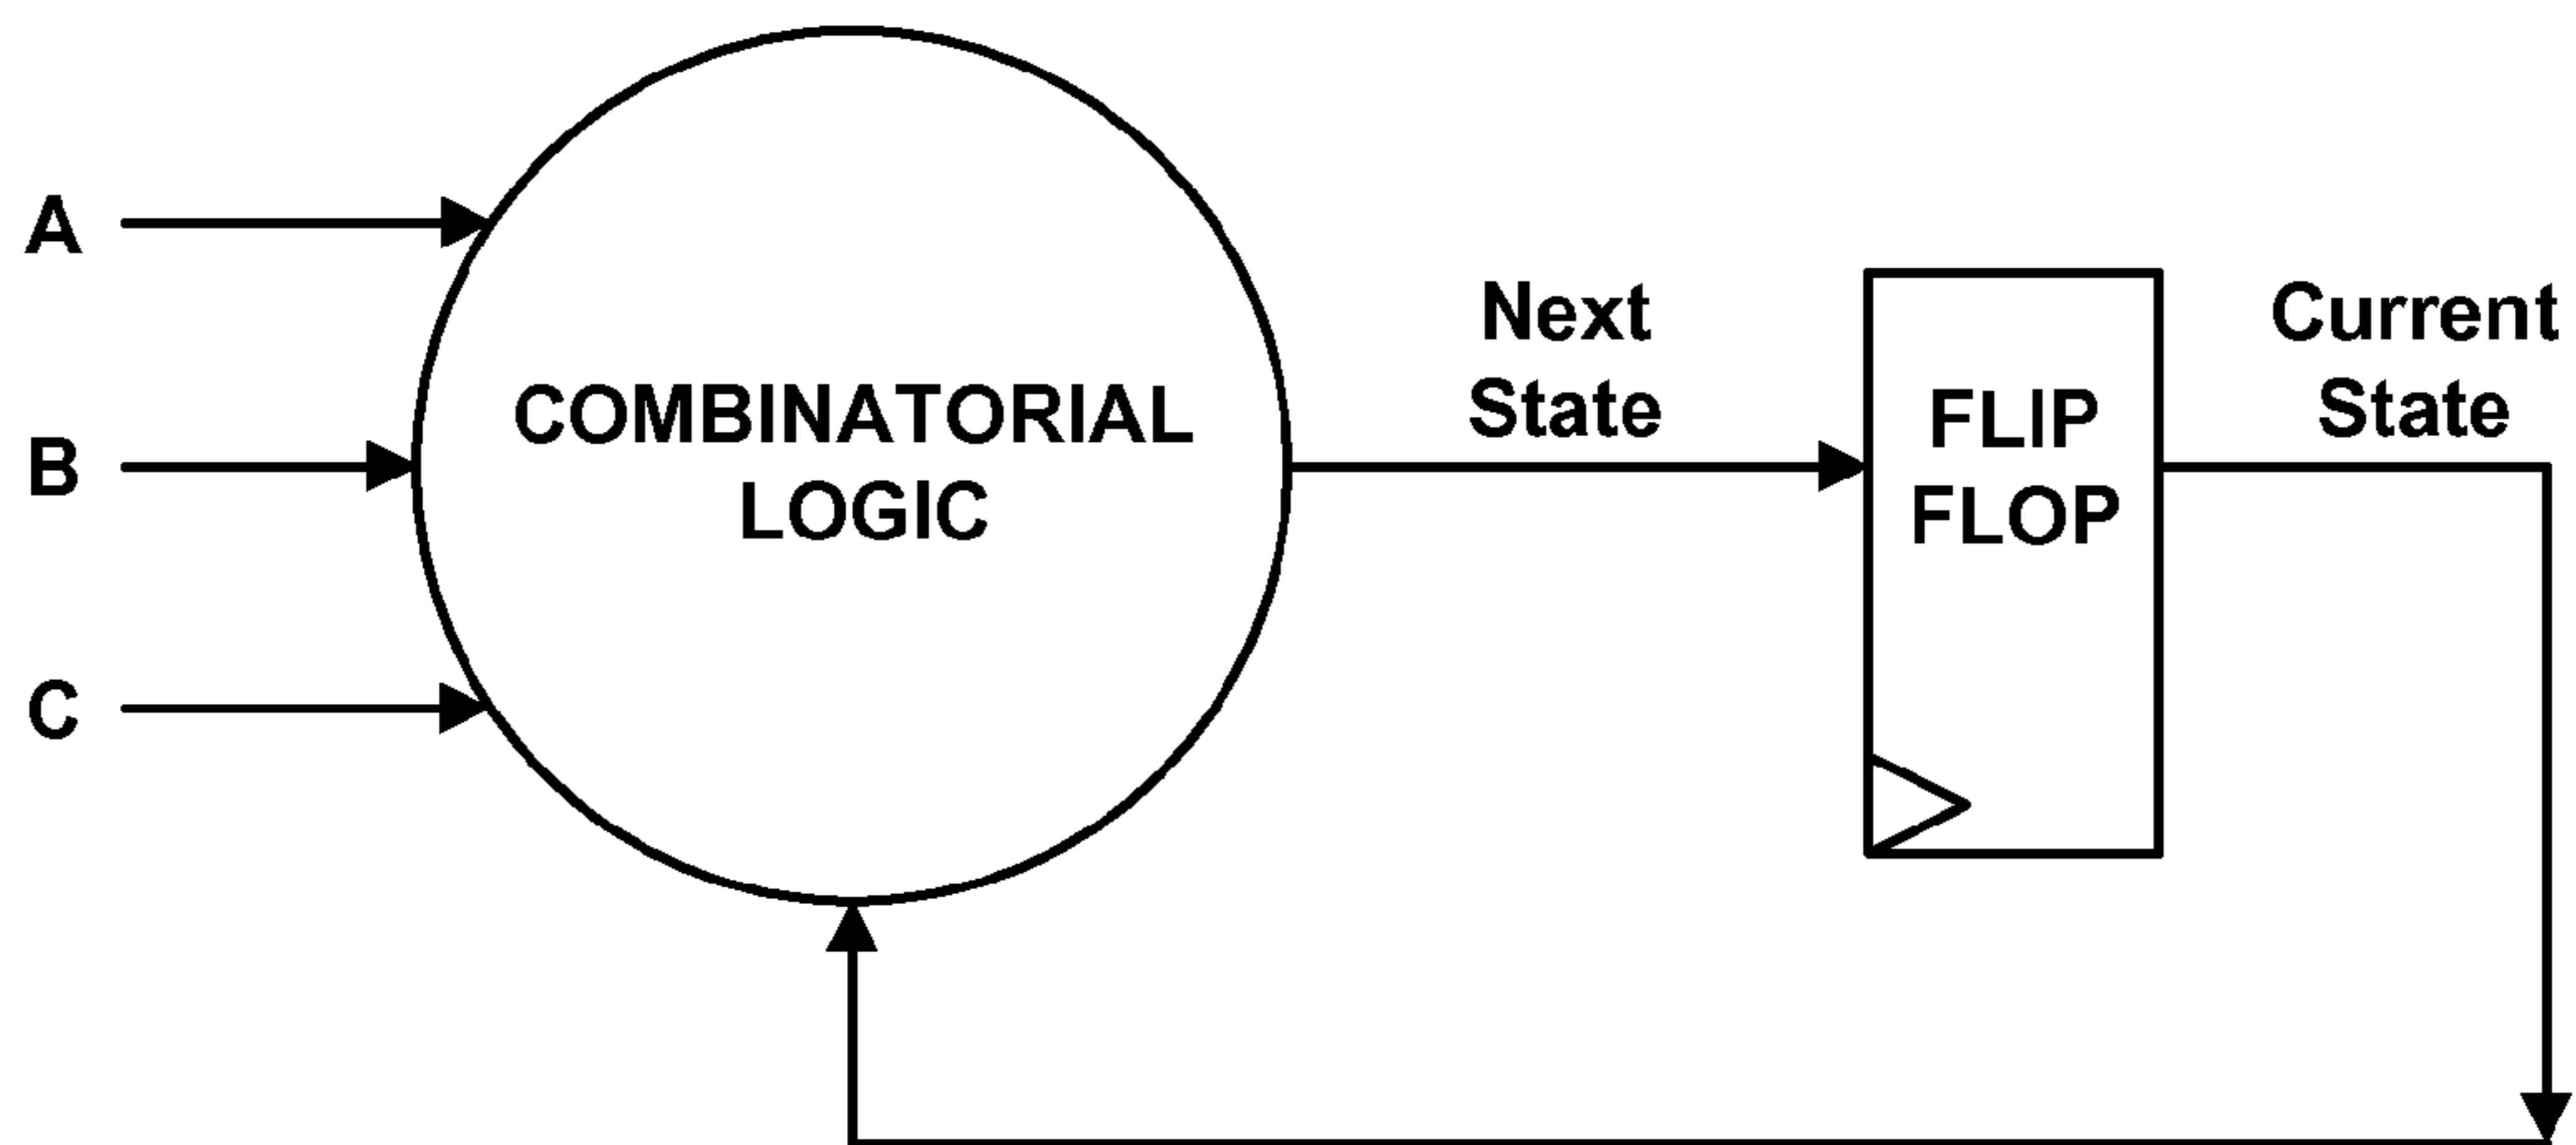 A
B
C
COMBINATORIAL
LOGIC
Next
State
FLIP
FLOP
Current
State